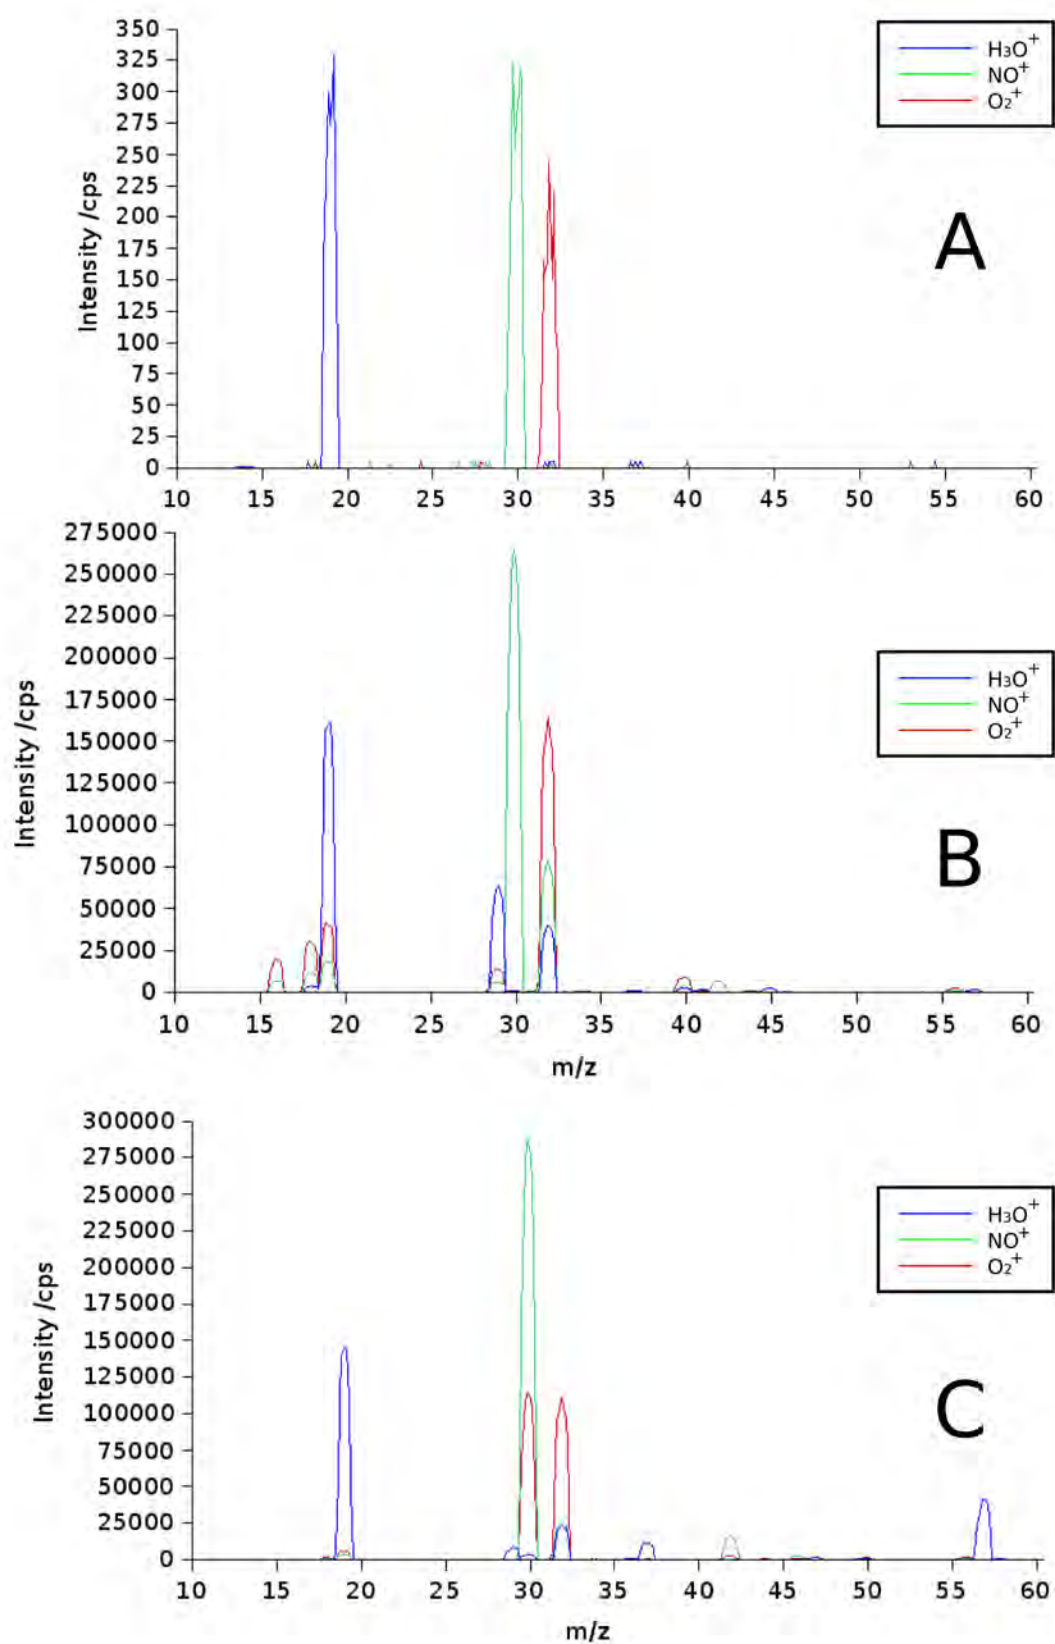 350
325
300
275
250
225
200
175
150
125
100
75
50
25
0
Intensity /cps
10 15 20 25 30 35 40 45 50 55 60
H₃O⁺
NO⁺
O₂⁺
A
275000
250000
225000
200000
175000
150000
125000
100000
75000
50000
25000
0
Intensity /cps
10 15 20 25 30 35 40 45 50 55 60
m/z
H₃O⁺
NO⁺
O₂⁺
B
300000
275000
250000
225000
200000
175000
150000
125000
100000
75000
50000
25000
0
Intensity /cps
10 15 20 25 30 35 40 45 50 55 60
m/z
H₃O⁺
NO⁺
O₂⁺
C